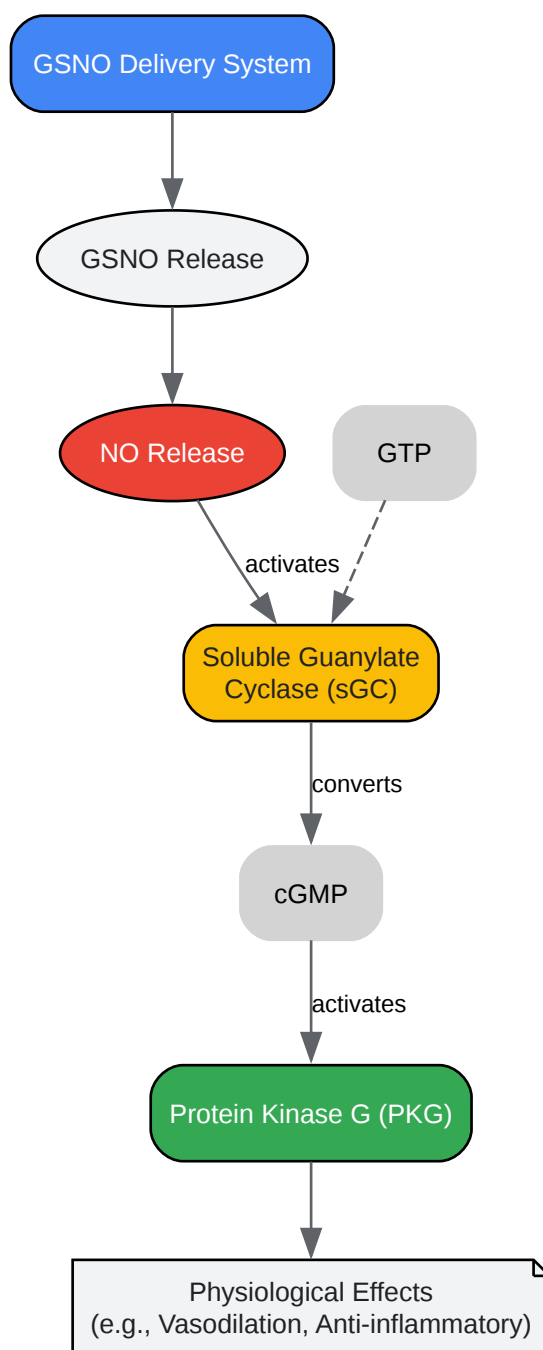 GSNO Delivery System
GSNO Release
NO Release
GTP
activates
Soluble Guanylate
Cyclase (sGC)
converts
cGMP
activates
Protein Kinase G (PKG)
Physiological Effects
(e.g., Vasodilation, Anti-inflammatory)